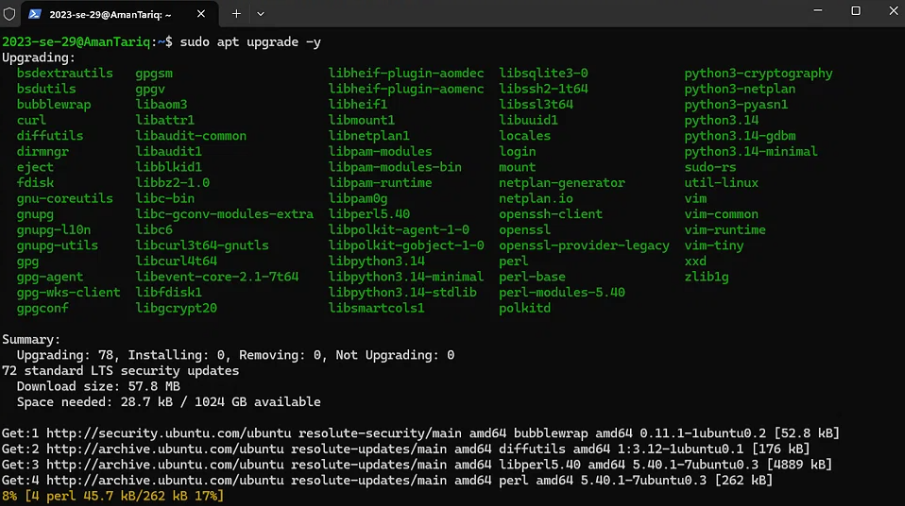 2023-se-29@AmanTariq: ~
2023-se-29@AmanTariq:~$ sudo apt upgrade -y
Upgrading:
bsdextrautils gpgsm libheif-plugin-aomdec libsqlite3-0 python3-cryptography
bsdutils gpgv libheif-plugin-aomenc libssh2-1t64 python3-netplan
bubblewrap libaom3 libheif1 libssl3t64 python3-pyasn1
curl libattr1 libmount1 libuuid1 python3.14
diffutils libaudit-common libnetplan1 locales python3.14-gdbm
dirmngr libaudit1 libpam-modules login python3.14-minimal
eject libblkid1 libpam-modules-bin mount sudo-rs
fdisk libbz2-1.0 libpam-runtime netplan-generator util-linux
gnu-coreutils libc-bin libpam0g netplan.io vim
gnupg libc-gconv-modules-extra libperl5.40 openssh-client vim-common
gnupg-l10n libc6 libpolkit-agent-1-0 openssl vim-runtime
gnupg-utils libcurl3t64-gnutls libpolkit-gobject-1-0 openssl-provider-legacy vim-tiny
gpg libcurl4t64 libpython3.14 perl xxd
gpg-agent libevent-core-2.1-7t64 libpython3.14-minimal perl-base zlib1g
gpg-wks-client libfdisk1 libpython3.14-stdlib perl-modules-5.40
gpgconf libgcrypt20 libsmartcols1 polkitd
Summary:
Upgrading: 78, Installing: 0, Removing: 0, Not Upgrading: 0
72 standard LTS security updates
Download size: 57.8 MB
Space needed: 28.7 kB / 1024 GB available
Get:1 http://security.ubuntu.com/ubuntu resolute-security/main amd64 bubblewrap amd64 0.11.1-1ubuntu0.2 [52.8 kB]
Get:2 http://archive.ubuntu.com/ubuntu resolute-updates/main amd64 diffutils amd64 1:3.12-1ubuntu0.1 [176 kB]
Get:3 http://archive.ubuntu.com/ubuntu resolute-updates/main amd64 libperl5.40 amd64 5.40.1-7ubuntu0.3 [4889 kB]
Get:4 http://archive.ubuntu.com/ubuntu resolute-updates/main amd64 perl amd64 5.40.1-7ubuntu0.3 [262 kB]
8% [4 perl 45.7 kB/262 kB 17%]